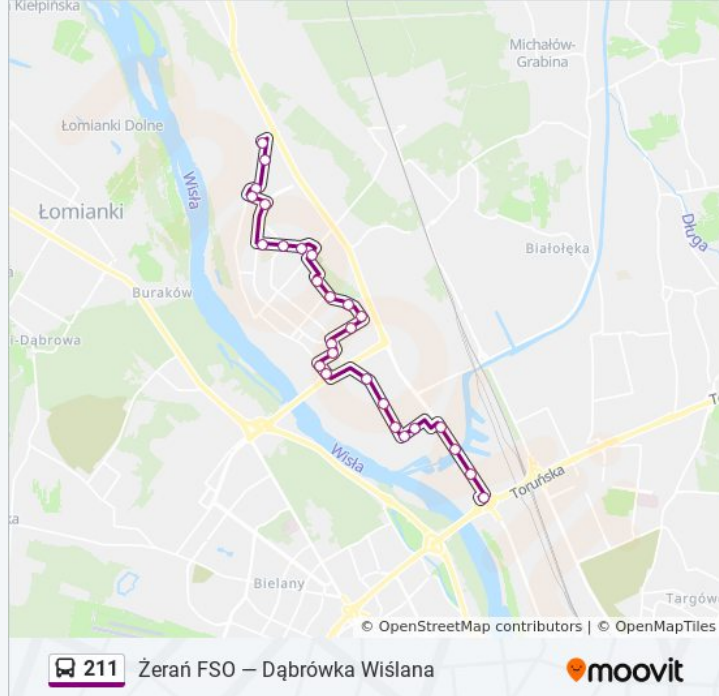 Kiełpińska
Michałów-
Grabina
Łomianki Dolne
Wisła
Łomianki
Długa
Białołęka
Buraków
i-Dąbrowa
Wisła
Toruńska
Bielany
Targów
© OpenStreetMap contributors | © OpenMapTiles
211 Żerań FSO — Dąbrówka Wiślana
moovit